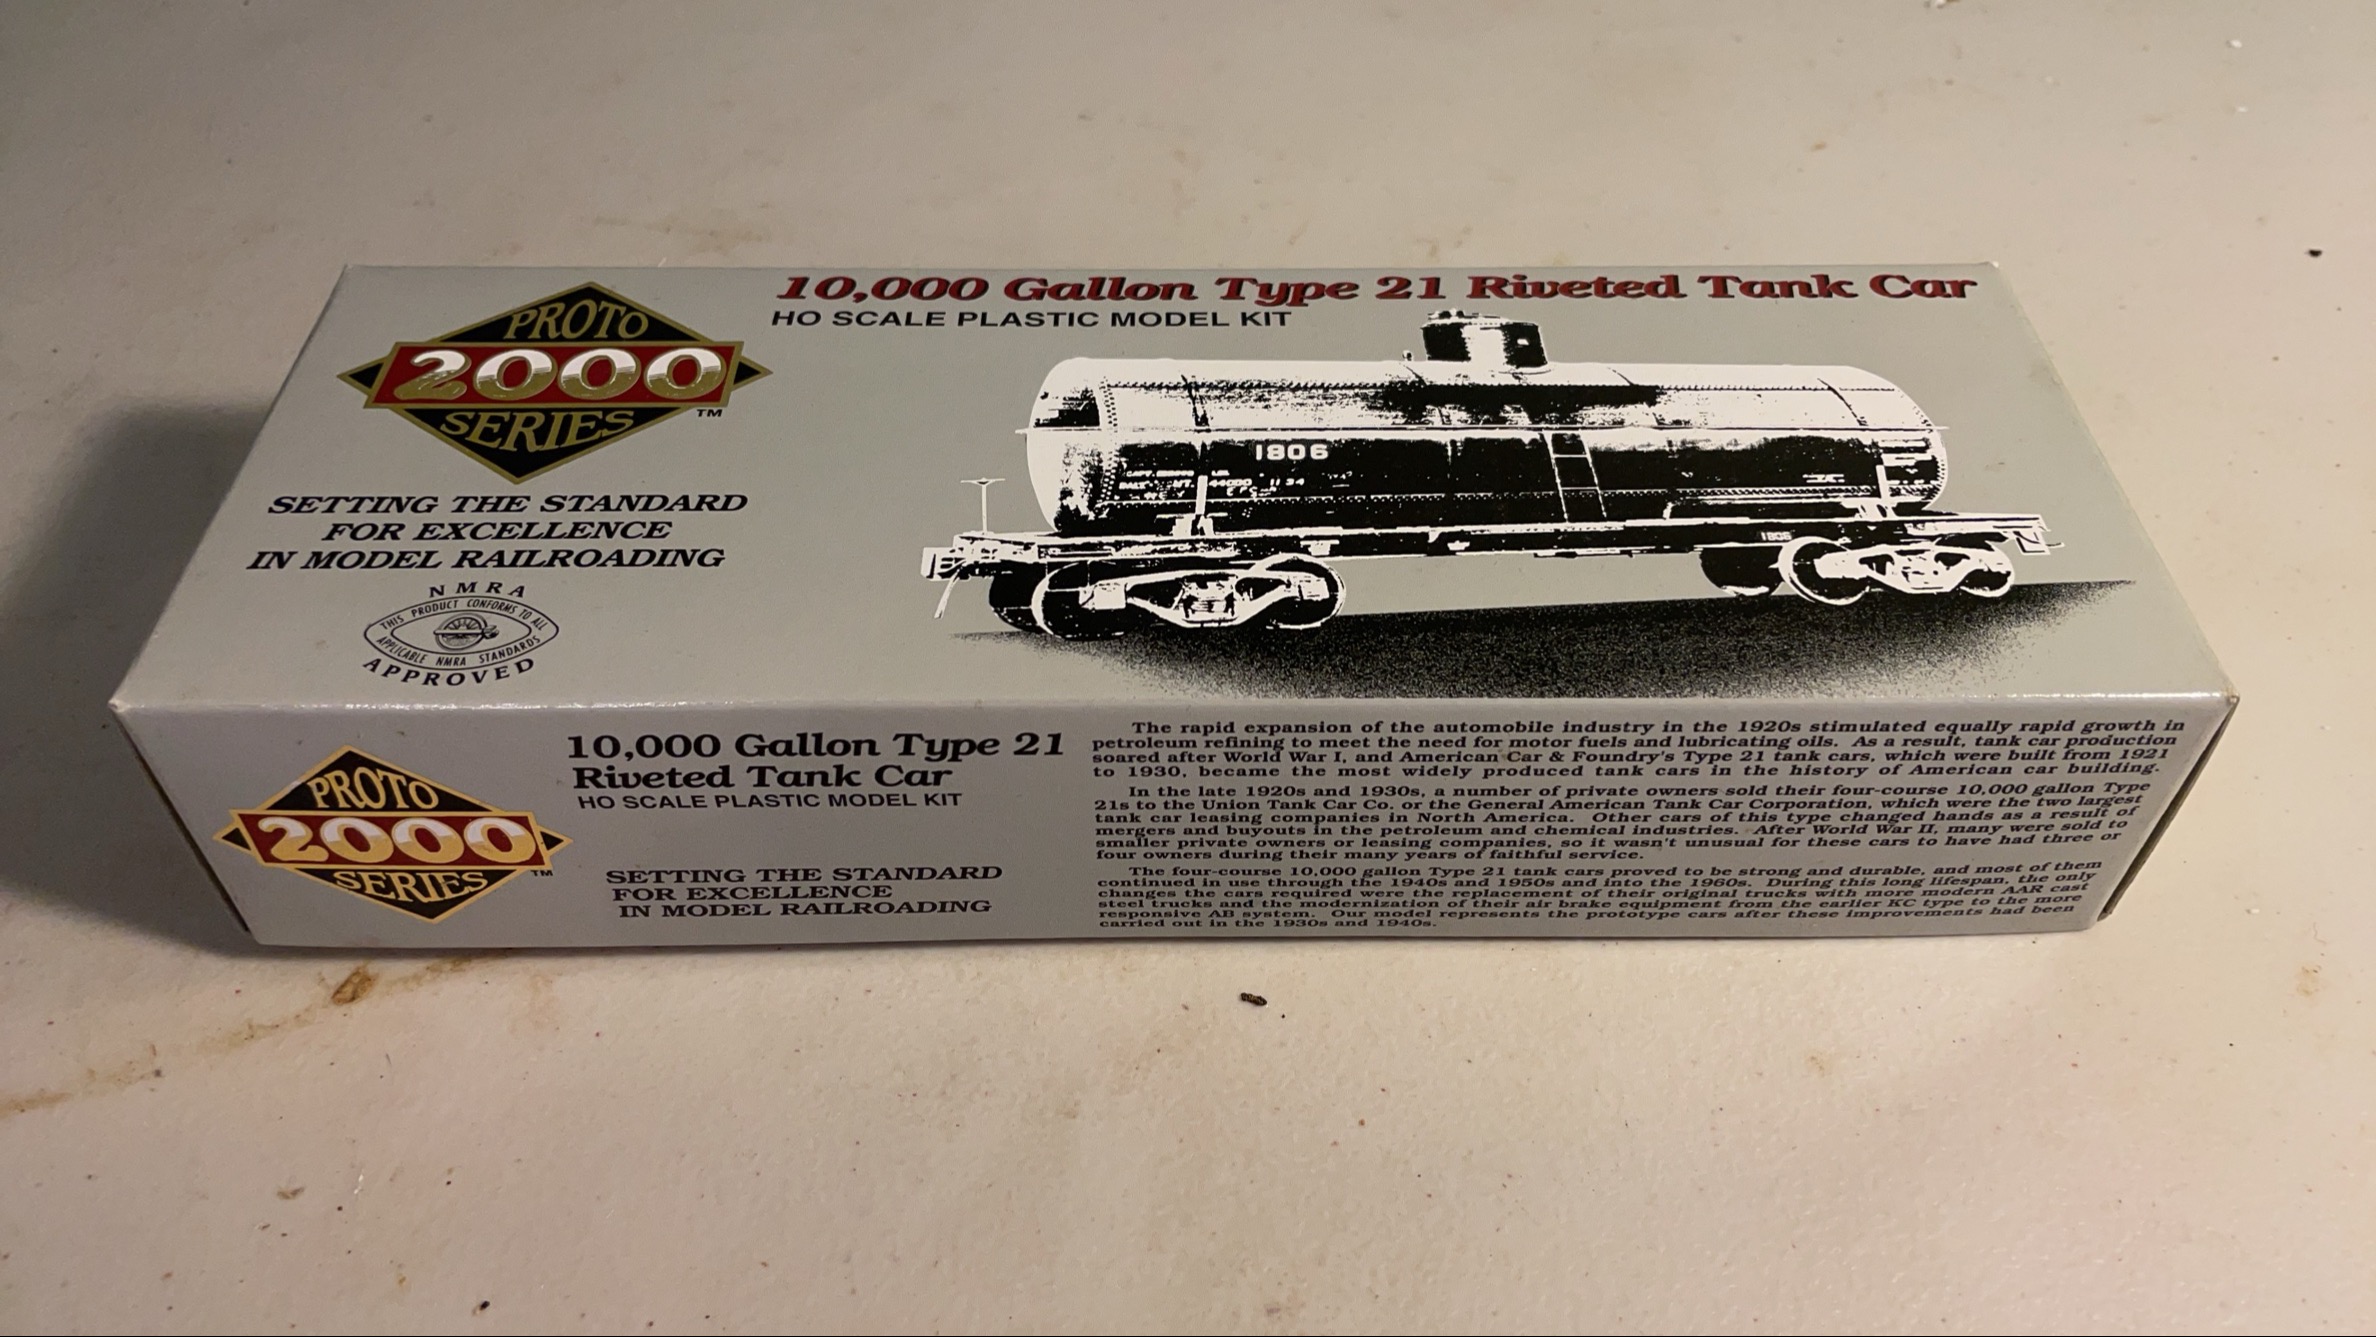 10,000 Gallon Type 21 Riveted Tank Car
HO SCALE PLASTIC MODEL KIT
PROTO
2000
SERIES
TM
SETTING THE STANDARD
FOR EXCELLENCE
IN MODEL RAILROADING
NMRA
THIS PRODUCT CONFORMS TO ALL
APPLICABLE NMRA STANDARDS
APPROVED
1806
1806
PROTO
2000
SERIES
TM
10,000 Gallon Type 21
Riveted Tank Car
HO SCALE PLASTIC MODEL KIT
SETTING THE STANDARD
FOR EXCELLENCE
IN MODEL RAILROADING
The rapid expansion of the automobile industry in the 1920s stimulated equally rapid growth in
petroleum refining to meet the need for motor fuels and lubricating oils. As a result, tank car production
soared after World War I, and American Car & Foundry's Type 21 tank cars, which were built from 1921
to 1930, became the most widely produced tank cars in the history of American car building.
In the late 1920s and 1930s, a number of private owners sold their four-course 10,000 gallon Type
21s to the Union Tank Car Co. or the General American Tank Car Corporation, which were the two largest
tank car leasing companies in North America. Other cars of this type changed hands as a result of
mergers and buyouts in the petroleum and chemical industries. After World War II, many were sold to
smaller private owners or leasing companies, so it wasn't unusual for these cars to have had three or
four owners during their many years of faithful service.
The four-course 10,000 gallon Type 21 tank cars proved to be strong and durable, and most of them
continued in use through the 1940s and 1950s and into the 1960s. During this long lifespan, the only
changes the cars required were the replacement of their original trucks with more modern AAR cast
steel trucks and the modernization of their air brake equipment from the earlier KC type to the more
responsive AB system. Our model represents the prototype cars after these improvements had been
carried out in the 1930s and 1940s.